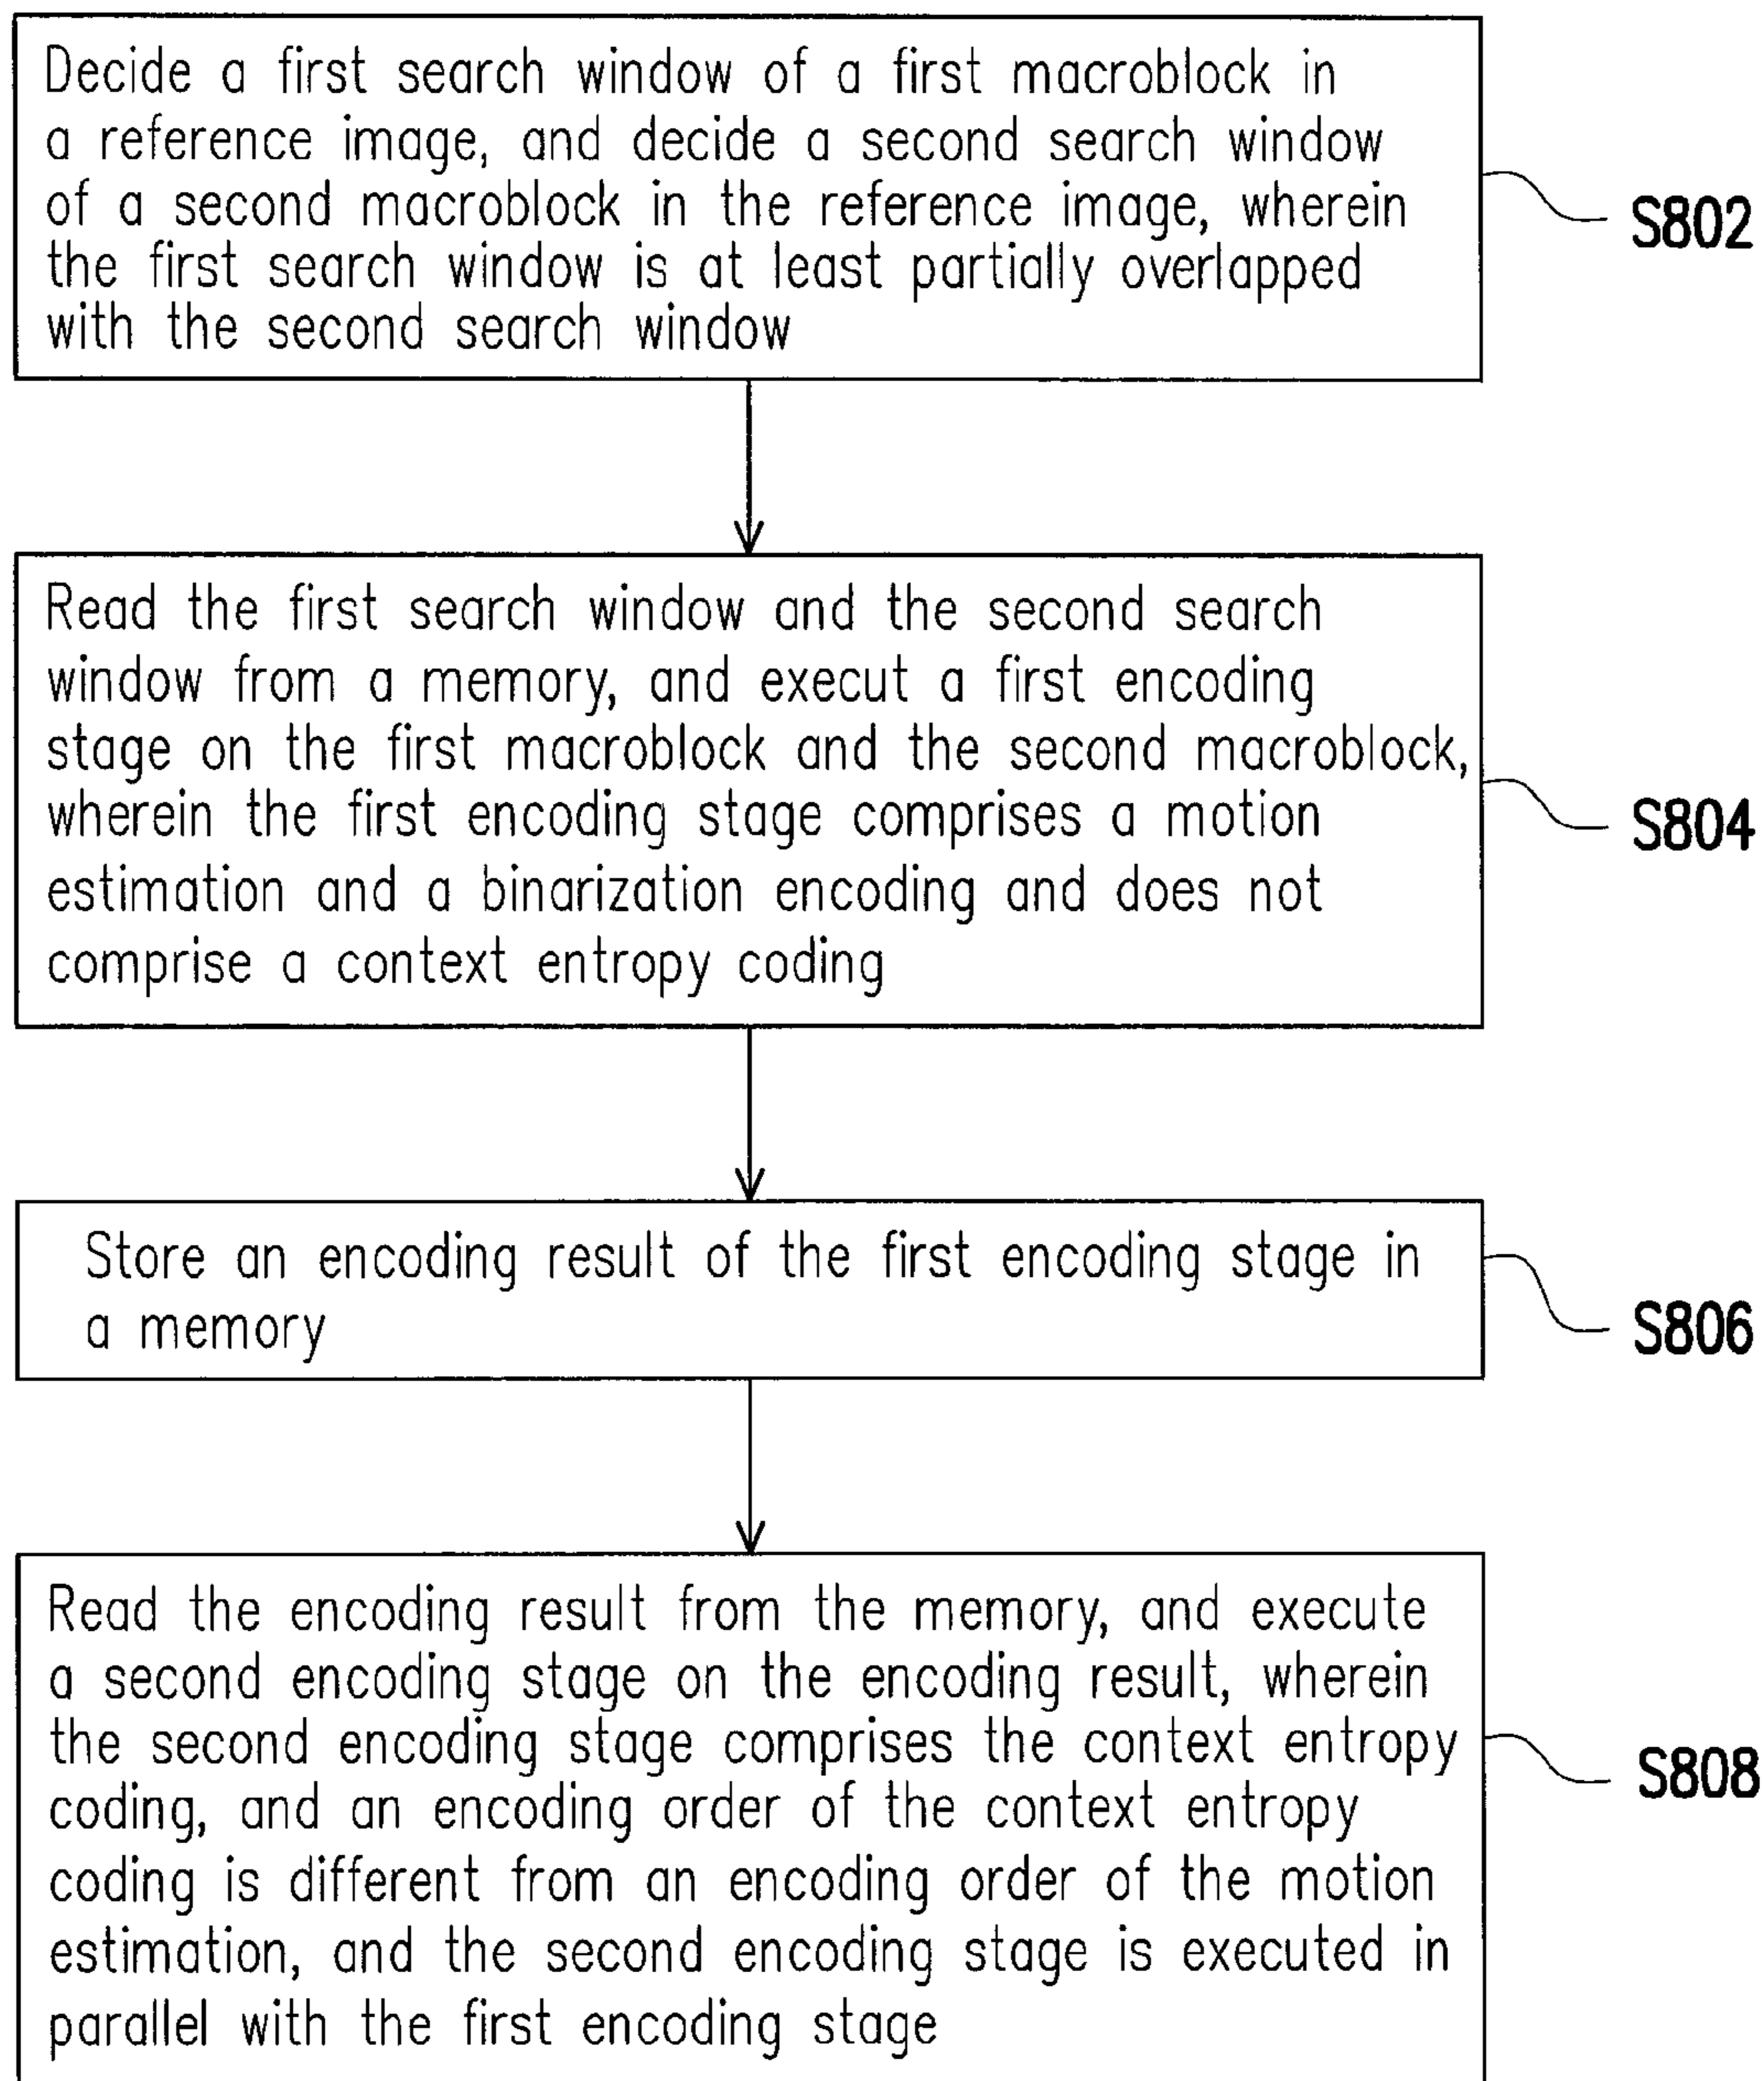 Decide a first search window of a first macroblock in
a reference image, and decide a second search window
of a second macroblock in the reference image, wherein
the first search window is at least partially overlapped
with the second search window
S802
Read the first search window and the second search
window from a memory, and execut a first encoding
stage on the first macroblock and the second macroblock,
wherein the first encoding stage comprises a motion
estimation and a binarization encoding and does not
comprise a context entropy coding
S804
Store an encoding result of the first encoding stage in
a memory
S806
Read the encoding result from the memory, and execute
a second encoding stage on the encoding result, wherein
the second encoding stage comprises the context entropy
coding, and an encoding order of the context entropy
coding is different from an encoding order of the motion
estimation, and the second encoding stage is executed in
parallel with the first encoding stage
S808